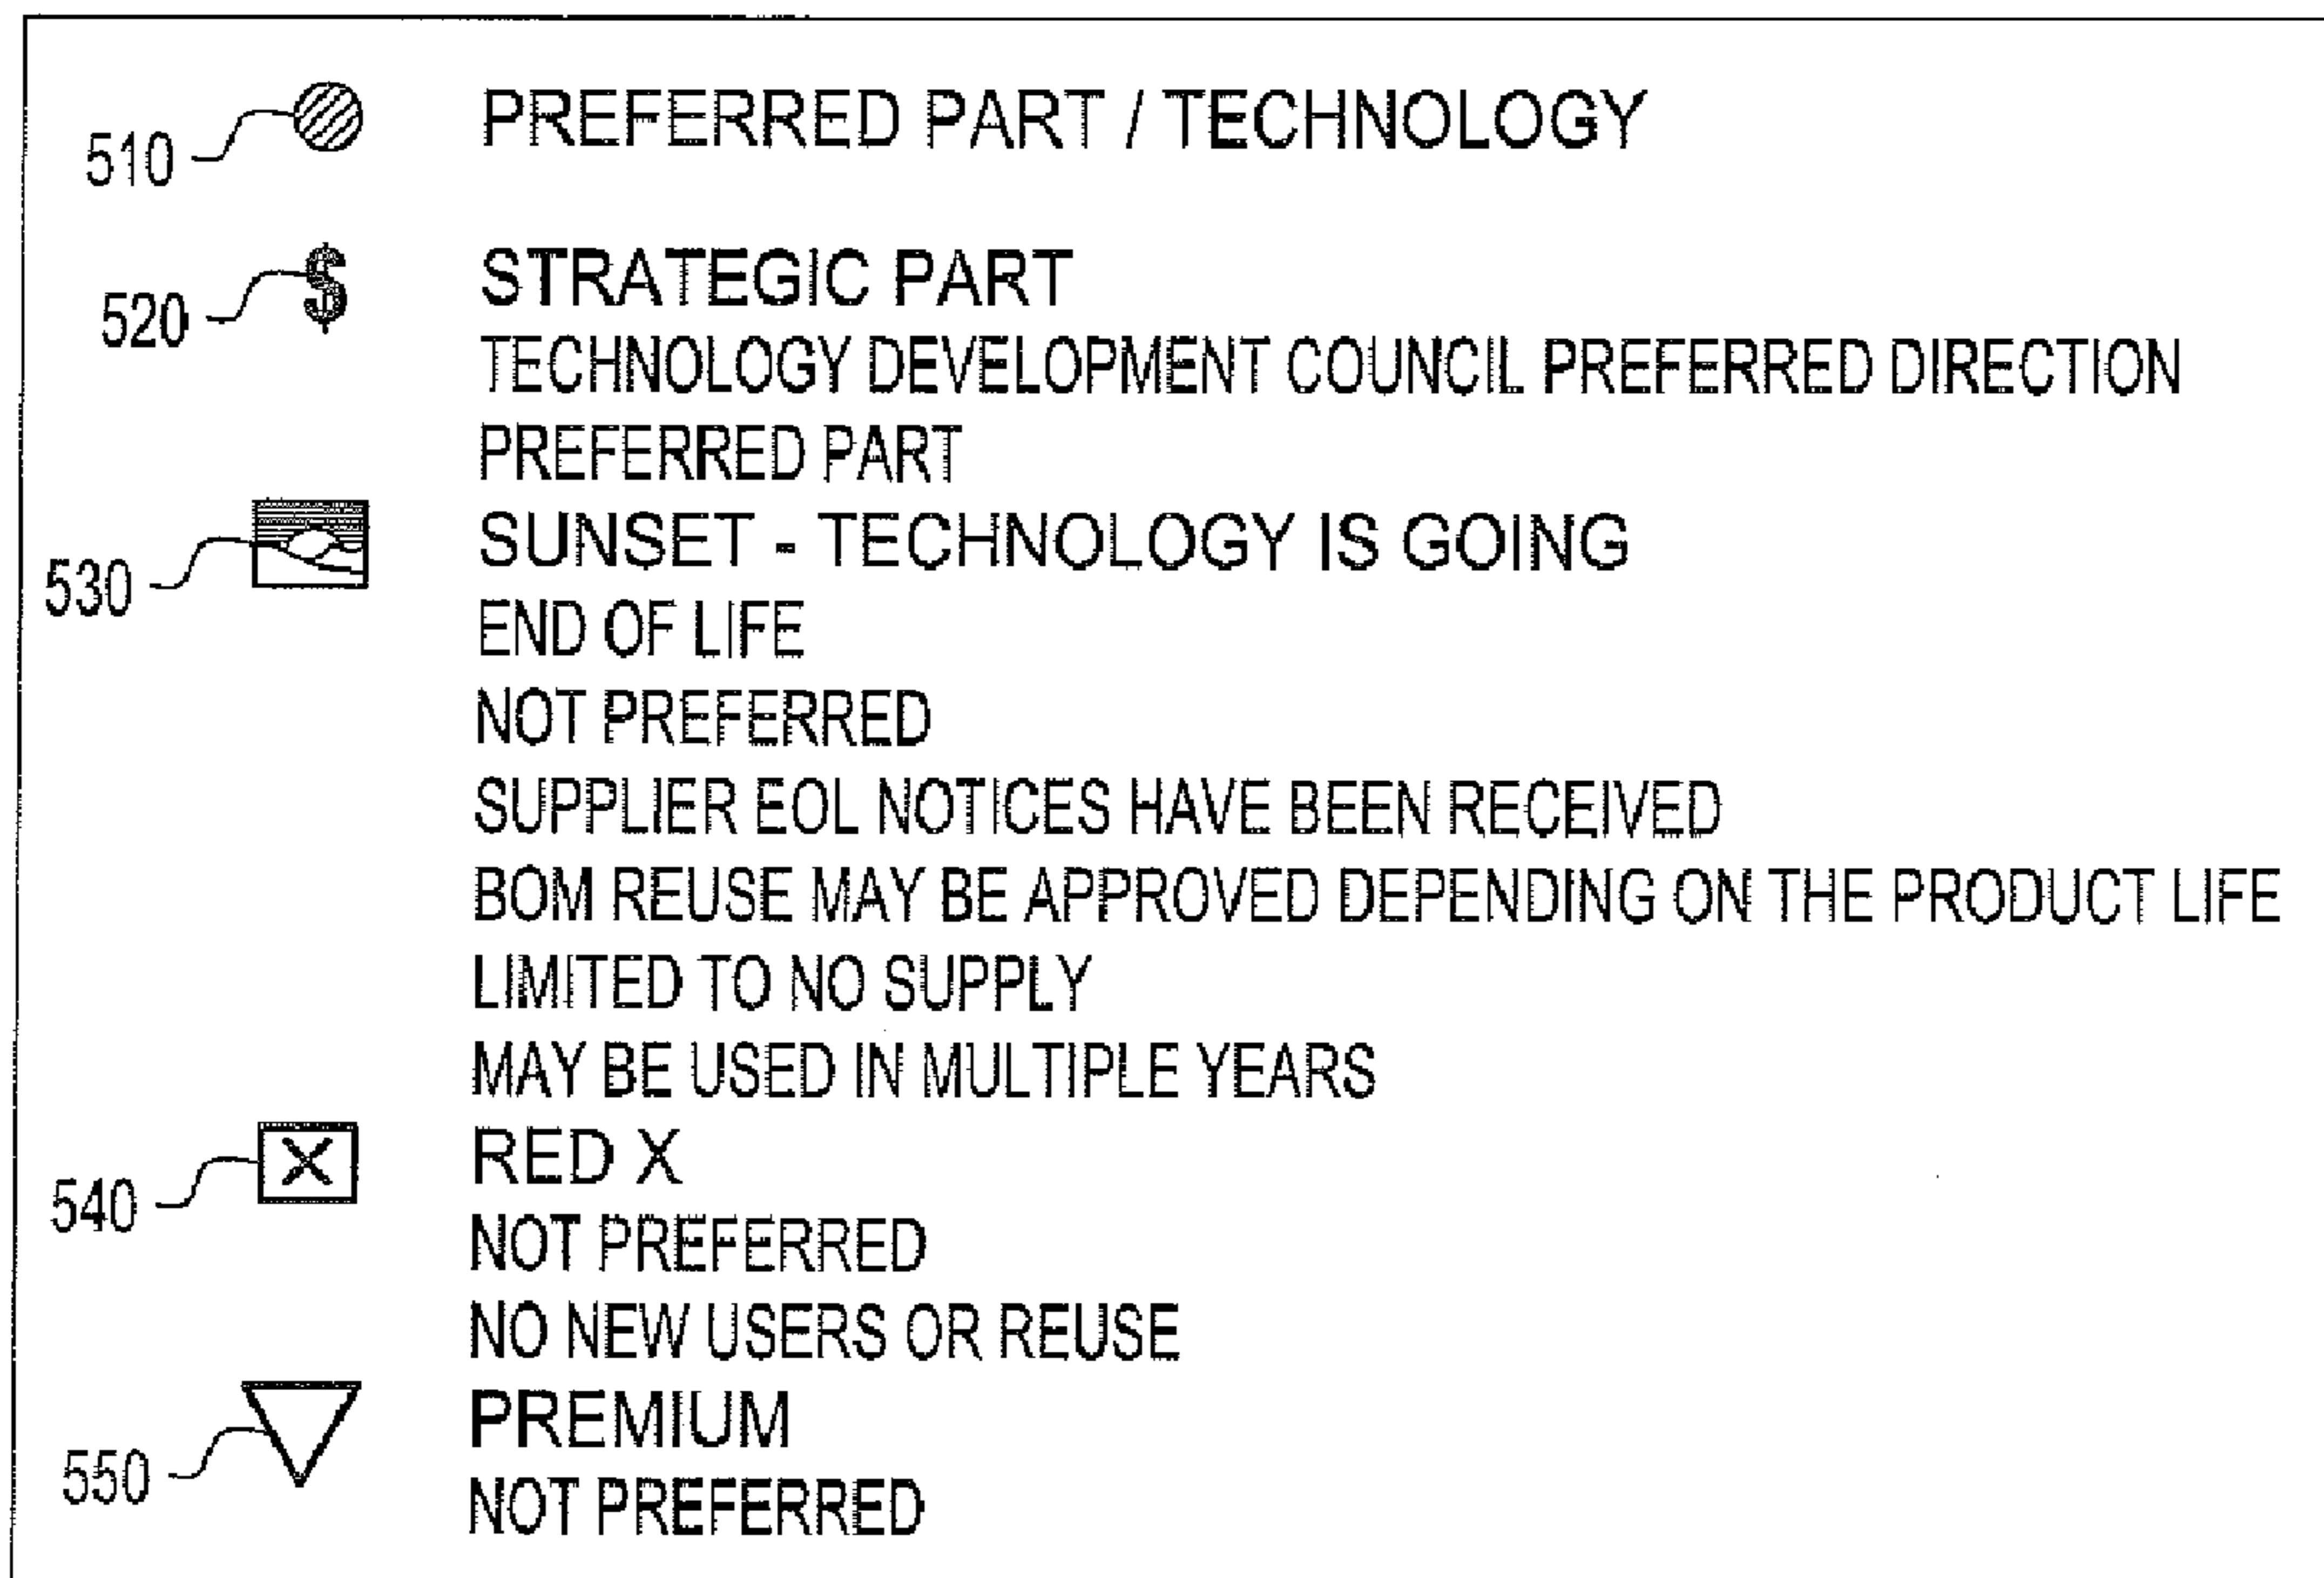 510 PREFERRED PART / TECHNOLOGY
520 $ STRATEGIC PART
TECHNOLOGY DEVELOPMENT COUNCIL PREFERRED DIRECTION
PREFERRED PART
530 SUNSET - TECHNOLOGY IS GOING
END OF LIFE
NOT PREFERRED
SUPPLIER EOL NOTICES HAVE BEEN RECEIVED
BOM REUSE MAY BE APPROVED DEPENDING ON THE PRODUCT LIFE
LIMITED TO NO SUPPLY
MAY BE USED IN MULTIPLE YEARS
540 X RED X
NOT PREFERRED
NO NEW USERS OR REUSE
550 PREMIUM
NOT PREFERRED